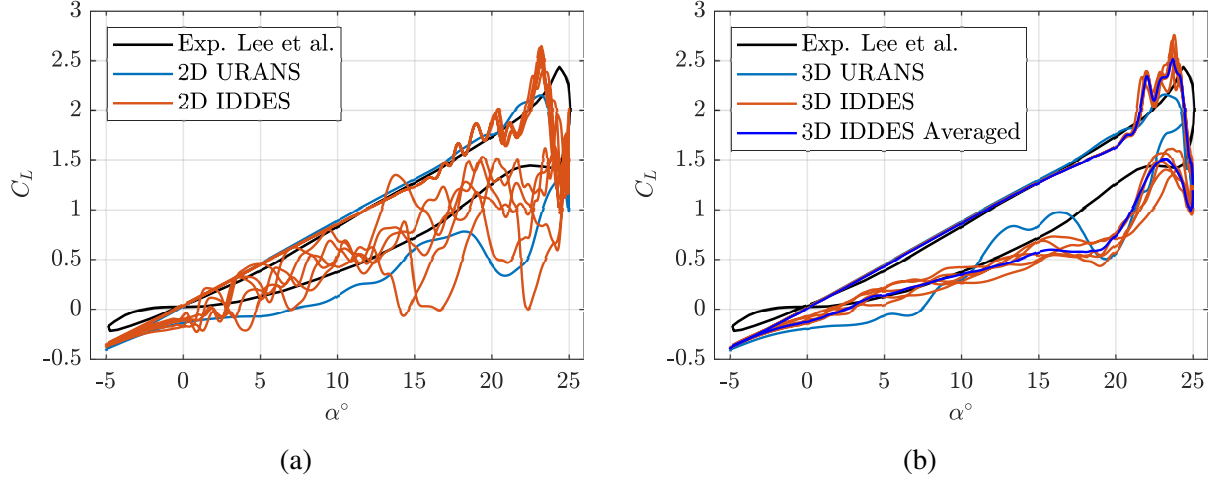 3
2.5
2
1.5
1
0.5
0
-0.5
C_L
Exp. Lee et al.
2D URANS
2D IDDES
-5 0 5 10 15 20 25
α°
(a)
3
2.5
2
1.5
1
0.5
0
-0.5
C_L
Exp. Lee et al.
3D URANS
3D IDDES
3D IDDES Averaged
-5 0 5 10 15 20 25
α°
(b)